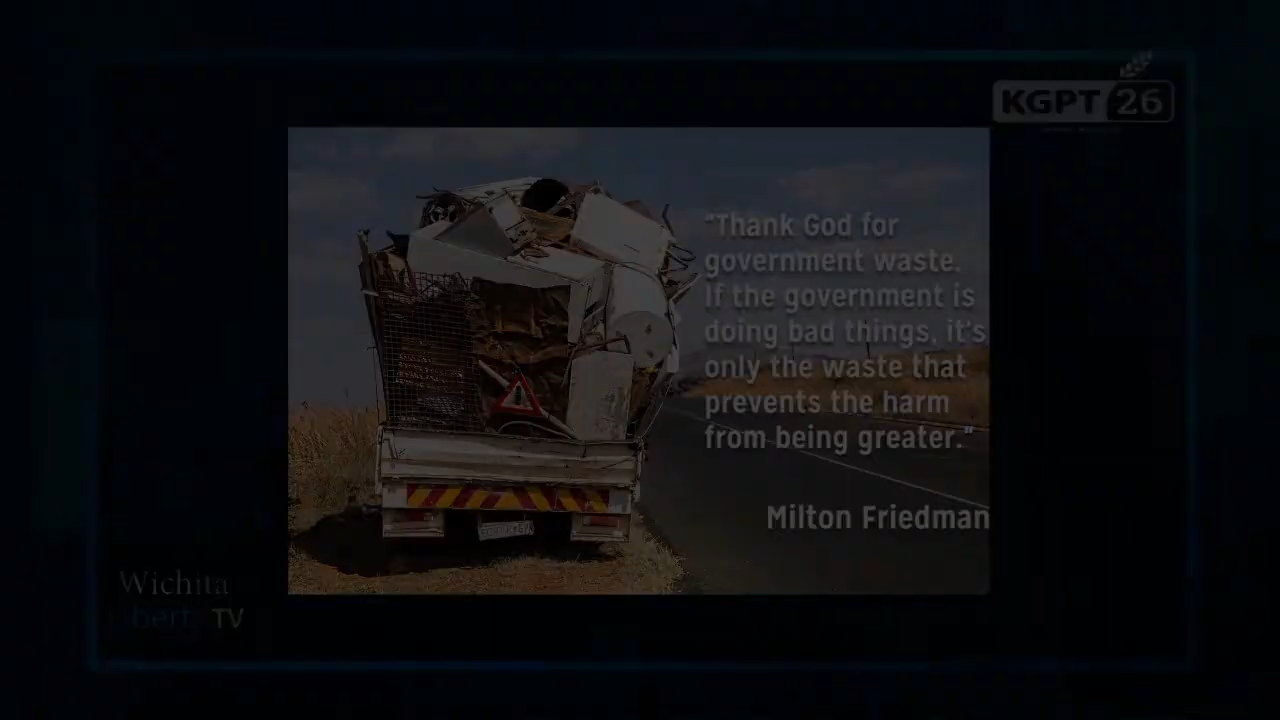 KGPT 26
"Thank God for
government waste.
If the government is
doing bad things, it's
only the waste that
prevents the harm
from being greater."
Milton Friedman
Wichita
TV